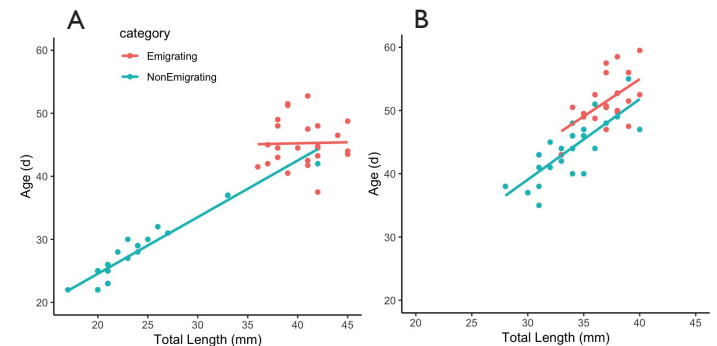 A
B
category
Emigrating
NonEmigrating
Age (d)
60
50
40
30
20
20 25 30 35 40 45
Total Length (mm)
Age (d)
60
50
40
30
20
20 25 30 35 40 45
Total Length (mm)